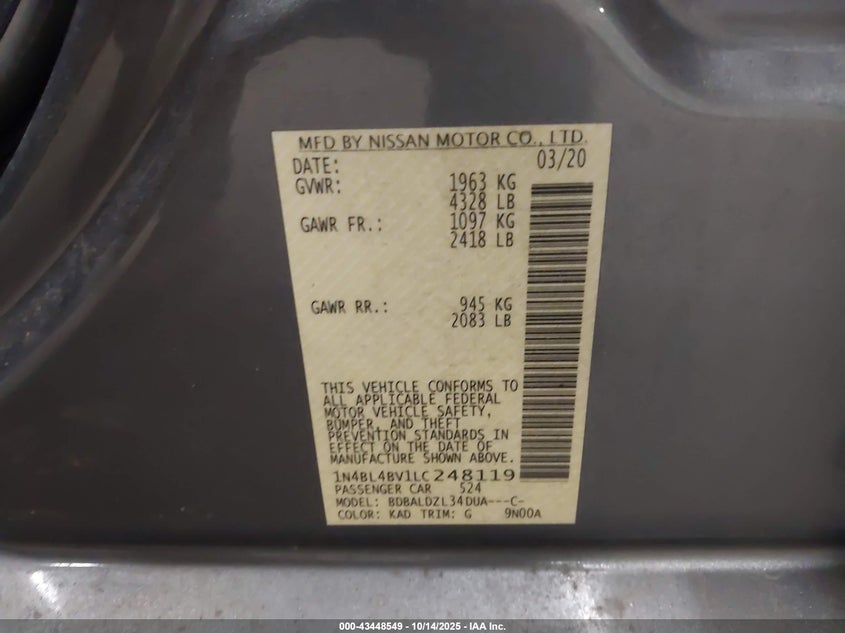 MFD BY NISSAN MOTOR CO., LTD.
DATE: 03/20
GVWR: 1963 KG
4328 LB
GAWR FR.: 1097 KG
2418 LB
GAWR RR.: 945 KG
2083 LB
THIS VEHICLE CONFORMS TO
ALL APPLICABLE FEDERAL
MOTOR VEHICLE SAFETY,
BUMPER, AND THEFT
PREVENTION STANDARDS IN
EFFECT ON THE DATE OF
MANUFACTURE SHOWN ABOVE.
1N4BL4BV1LC248119
PASSENGER CAR 524
MODEL: BDBALDZL34DUA---C-
COLOR: KAD TRIM: G 9N00A
000-43448549 - 10/14/2025 - IAA Inc.